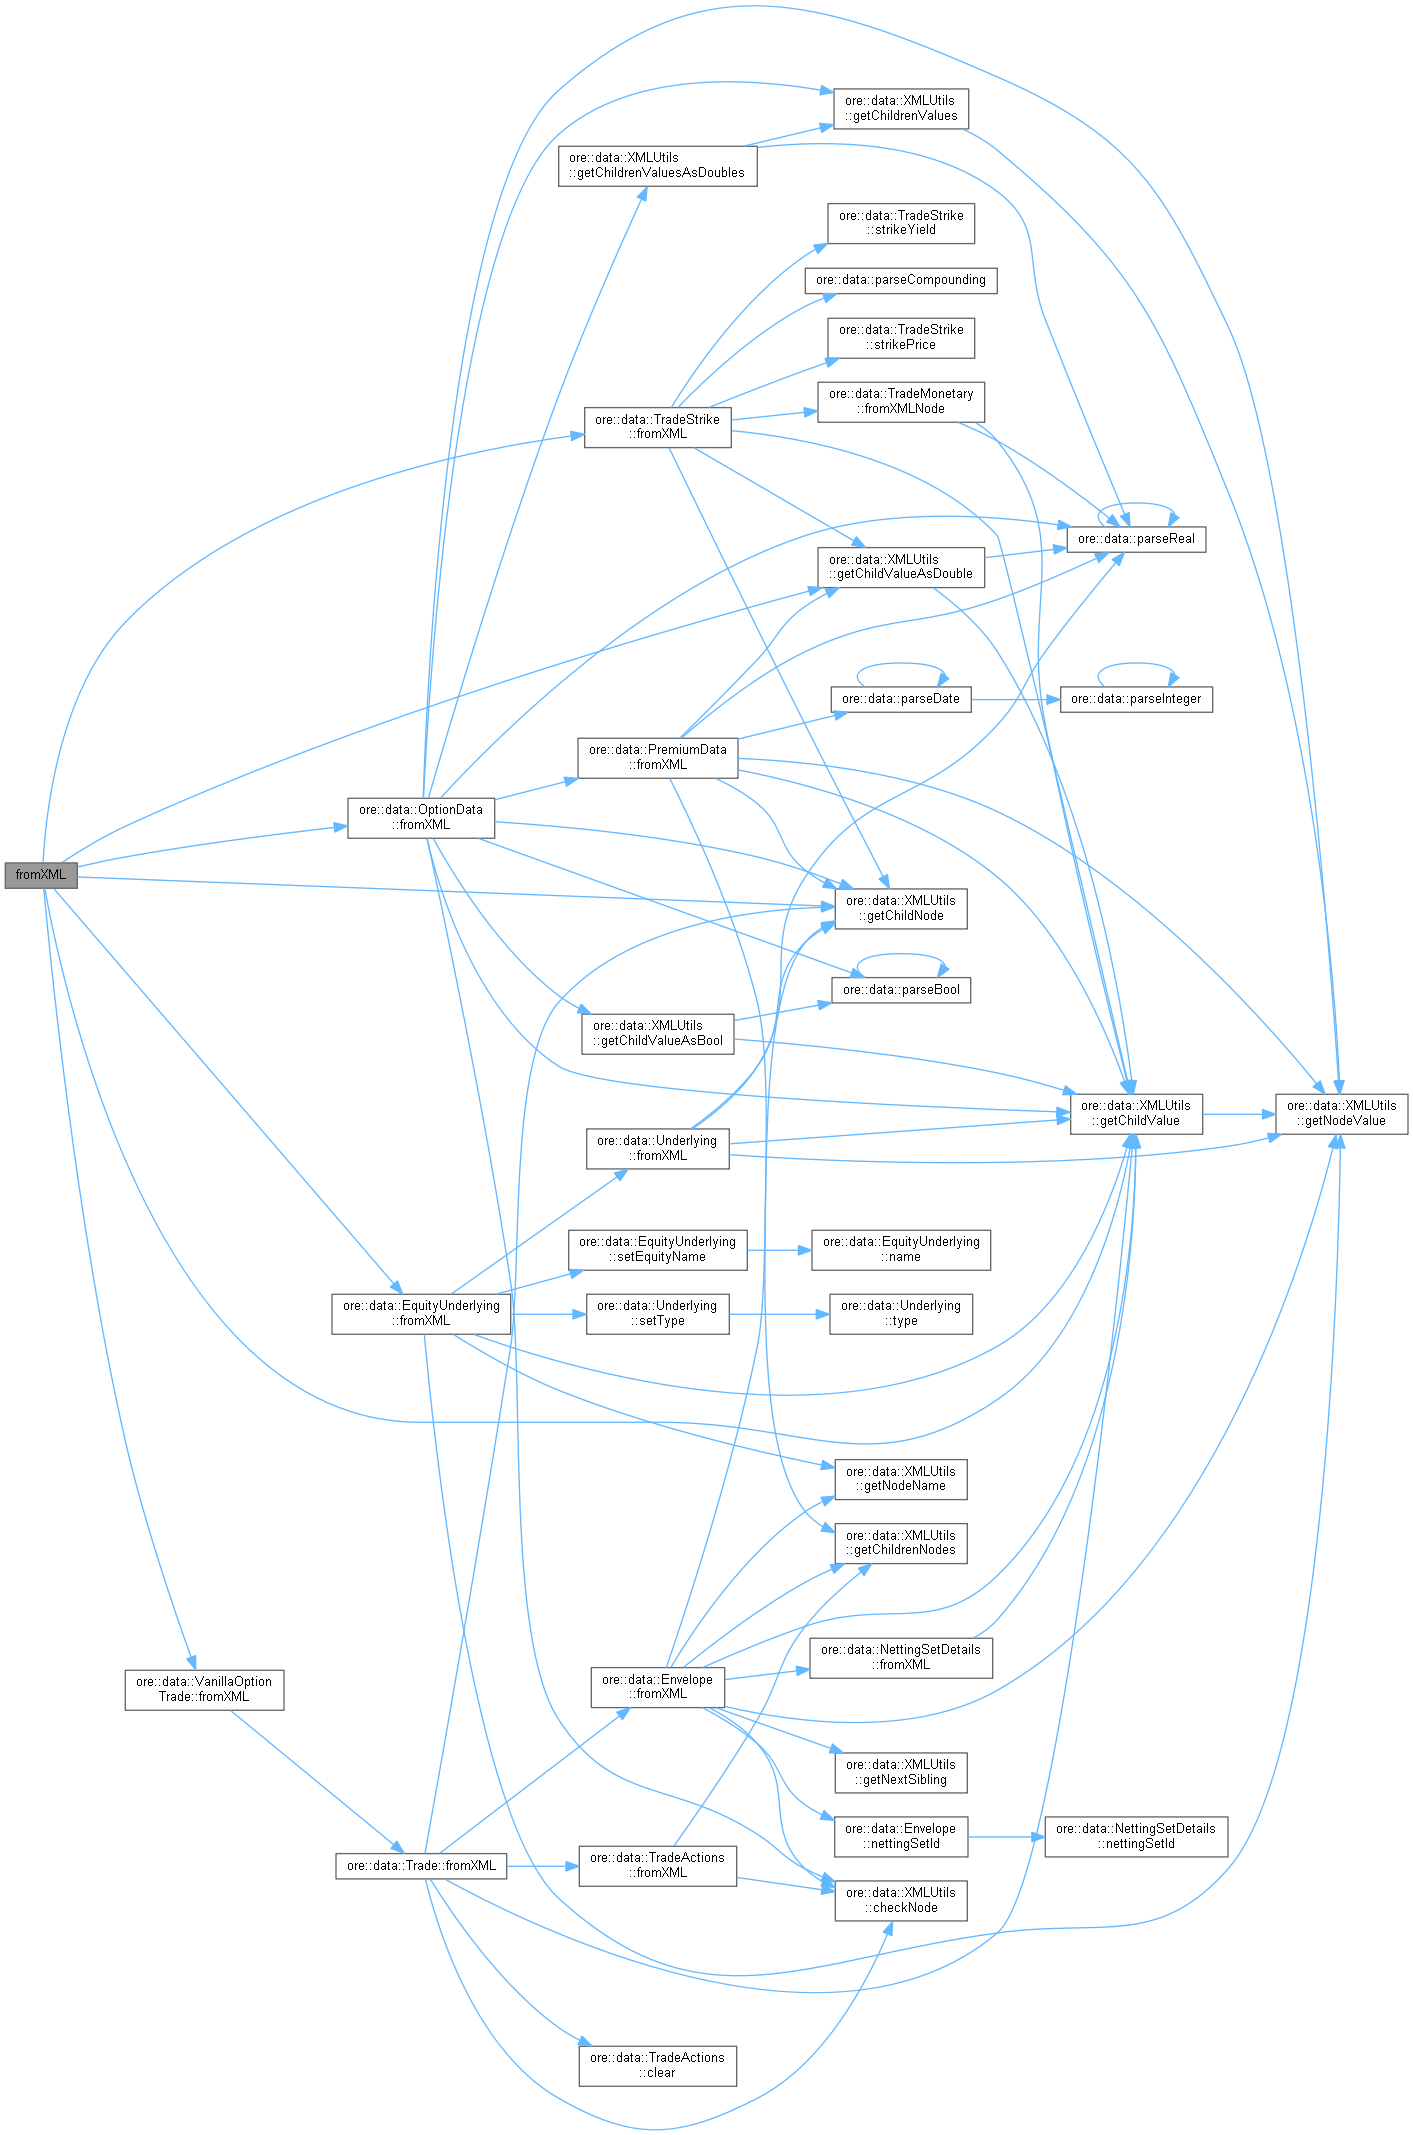 ore::data::XMLUtils
::getChildrenValues
ore::data::XMLUtils
::getChildrenValuesAsDoubles
ore::data::TradeStrike
::strikeYield
ore::data::parseCompounding
ore::data::TradeStrike
::strikePrice
ore::data::TradeMonetary
::fromXMLNode
ore::data::TradeStrike
::fromXML
ore::data::parseReal
ore::data::XMLUtils
::getChildValueAsDouble
ore::data::parseDate
ore::data::parseInteger
ore::data::PremiumData
::fromXML
ore::data::OptionData
::fromXML
fromXML
ore::data::XMLUtils
::getChildNode
ore::data::parseBool
ore::data::XMLUtils
::getChildValueAsBool
ore::data::XMLUtils
::getChildValue
ore::data::XMLUtils
::getNodeValue
ore::data::Underlying
::fromXML
ore::data::EquityUnderlying
::setEquityName
ore::data::EquityUnderlying
::name
ore::data::EquityUnderlying
::fromXML
ore::data::Underlying
::setType
ore::data::Underlying
::type
ore::data::XMLUtils
::getNodeName
ore::data::XMLUtils
::getChildrenNodes
ore::data::NettingSetDetails
::fromXML
ore::data::Envelope
::fromXML
ore::data::VanillaOption
Trade::fromXML
ore::data::XMLUtils
::getNextSibling
ore::data::Envelope
::nettingSetId
ore::data::NettingSetDetails
::nettingSetId
ore::data::Trade::fromXML
ore::data::TradeActions
::fromXML
ore::data::XMLUtils
::checkNode
ore::data::TradeActions
::clear